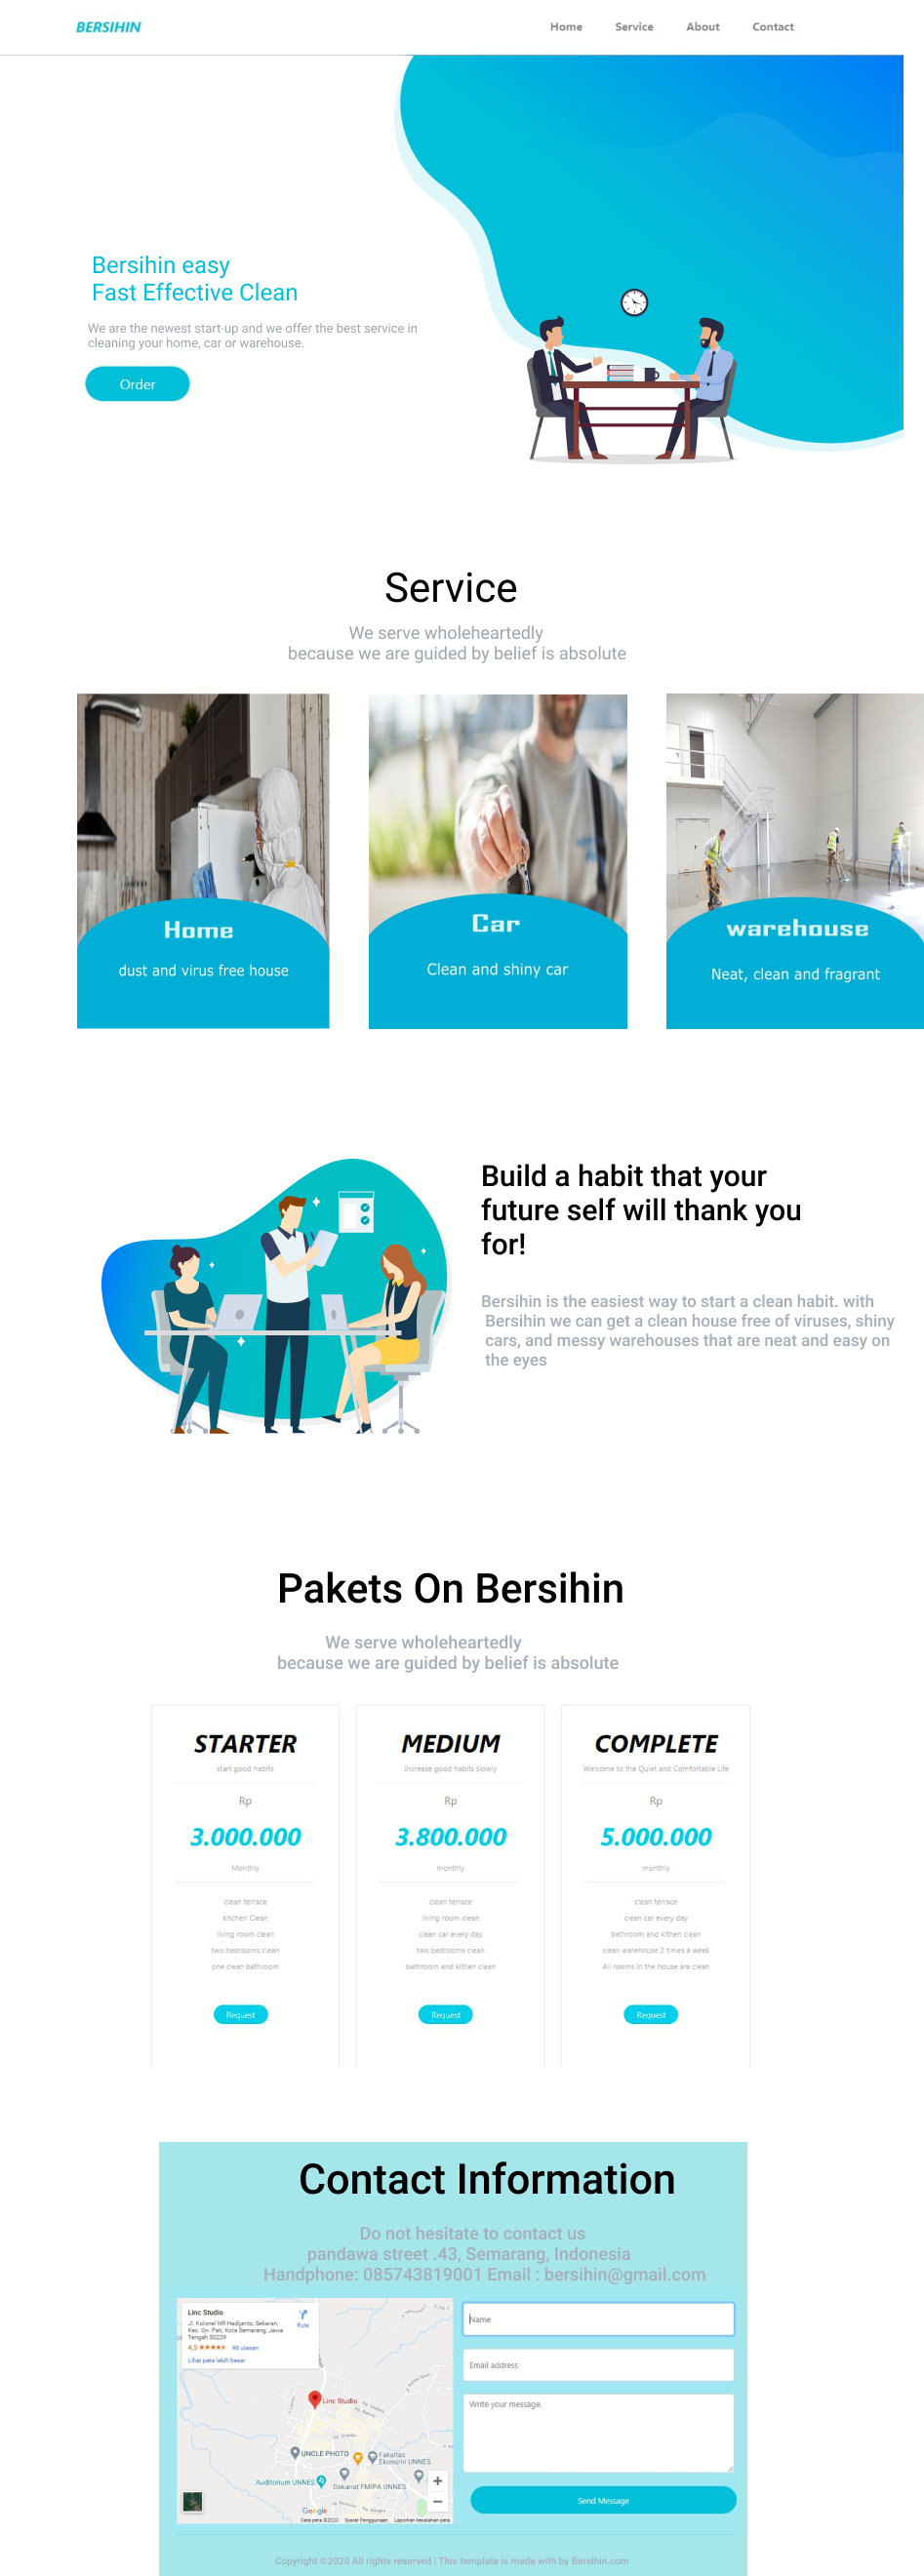 BERSIHIN
Home Service About Contact
Bersihin easy
Fast Effective Clean
We are the newest start-up and we offer the best service in
cleaning your home, car or warehouse.
Order
Service
We serve wholeheartedly
because we are guided by belief is absolute
Home
dust and virus free house
Car
Clean and shiny car
warehouse
Neat, clean and fragrant
Build a habit that your
future self will thank you
for!
Bersihin is the easiest way to start a clean habit. with
Bersihin we can get a clean house free of viruses, shiny
cars, and messy warehouses that are neat and easy on
the eyes
Pakets On Bersihin
We serve wholeheartedly
because we are guided by belief is absolute
STARTER
start good habits
Rp
3.000.000
Monthly
clean terrace
kitchen Clean
living room clean
two bedrooms clean
one clean bathroom
Request
MEDIUM
Increase good habits slowly
Rp
3.800.000
monthly
clean terrace
living room clean
clean car every day
two bedrooms clean
bathroom and kithen clean
Request
COMPLETE
Welcome to the Quiet and Comfortable Life
Rp
5.000.000
monthly
clean terrace
clean car every day
bathroom and kithen clean
clean warehouse 2 times a week
All rooms in the house are clean
Request
Contact Information
Do not hesitate to contact us
pandawa street .43, Semarang, Indonesia
Handphone: 085743819001 Email : bersihin@gmail.com
Linc Studio
Jl. Kolonel HR Hadijanto, Sekaran,
Kec. Gn. Pati, Kota Semarang, Jawa
Tengah 50229
Rute
4,5 ★★★★★ 98 ulasan
Lihat peta lebih besar
Linc Studio
UNCLE PHOTO
Fakultas
Ekonomi UNNES
Auditorium UNNES
Dekanat FMIPA UNNES
Google
Data peta ©2020 Syarat Penggunaan Laporkan kesalahan peta
Name
Email address
Write your message.
Send Message
Copyright ©2020 All rights reserved | This template is made with by Bersihin.com